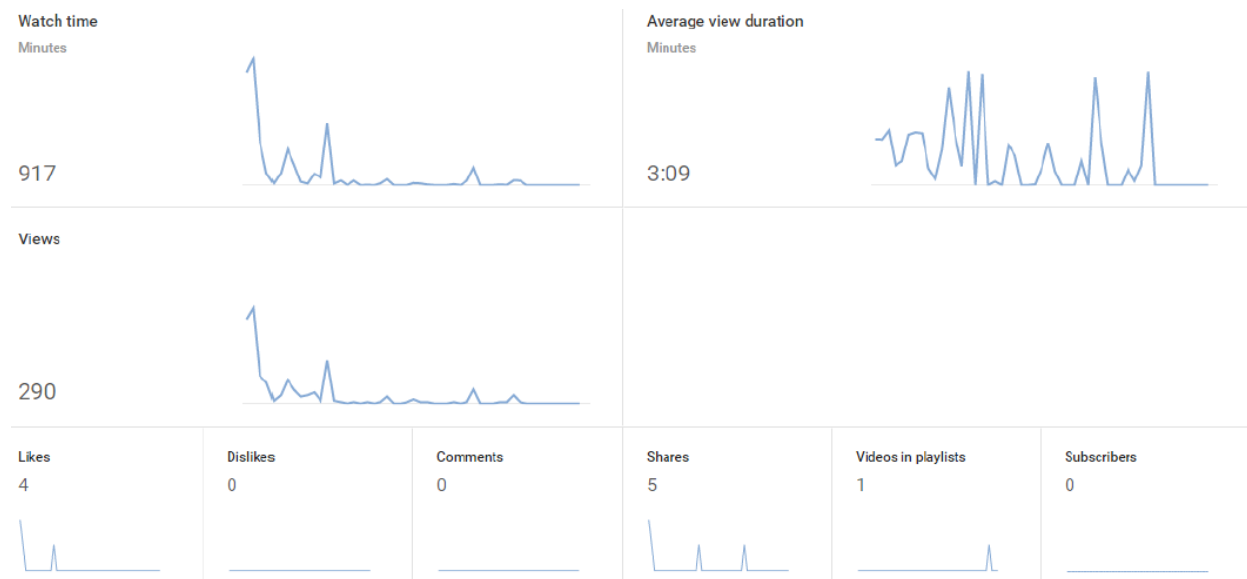 Watch time
Minutes
917
Average view duration
Minutes
3:09
Views
290
Likes
4
Dislikes
0
Comments
0
Shares
5
Videos in playlists
1
Subscribers
0